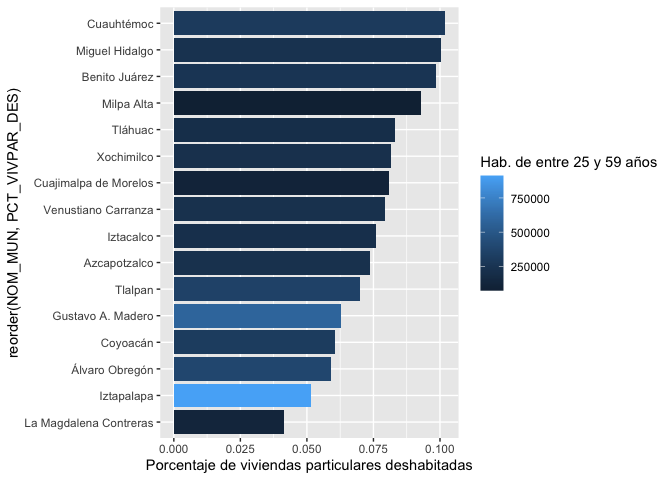 reorder(NOM_MUN, PCT_VIVPAR_DES)
Cuauhtémoc
Miguel Hidalgo
Benito Juárez
Milpa Alta
Tláhuac
Xochimilco
Cuajimalpa de Morelos
Venustiano Carranza
Iztacalco
Azcapotzalco
Tlalpan
Gustavo A. Madero
Coyoacán
Álvaro Obregón
Iztapalapa
La Magdalena Contreras
0.000 0.025 0.050 0.075 0.100
Porcentaje de viviendas particulares deshabitadas
Hab. de entre 25 y 59 años
750000
500000
250000